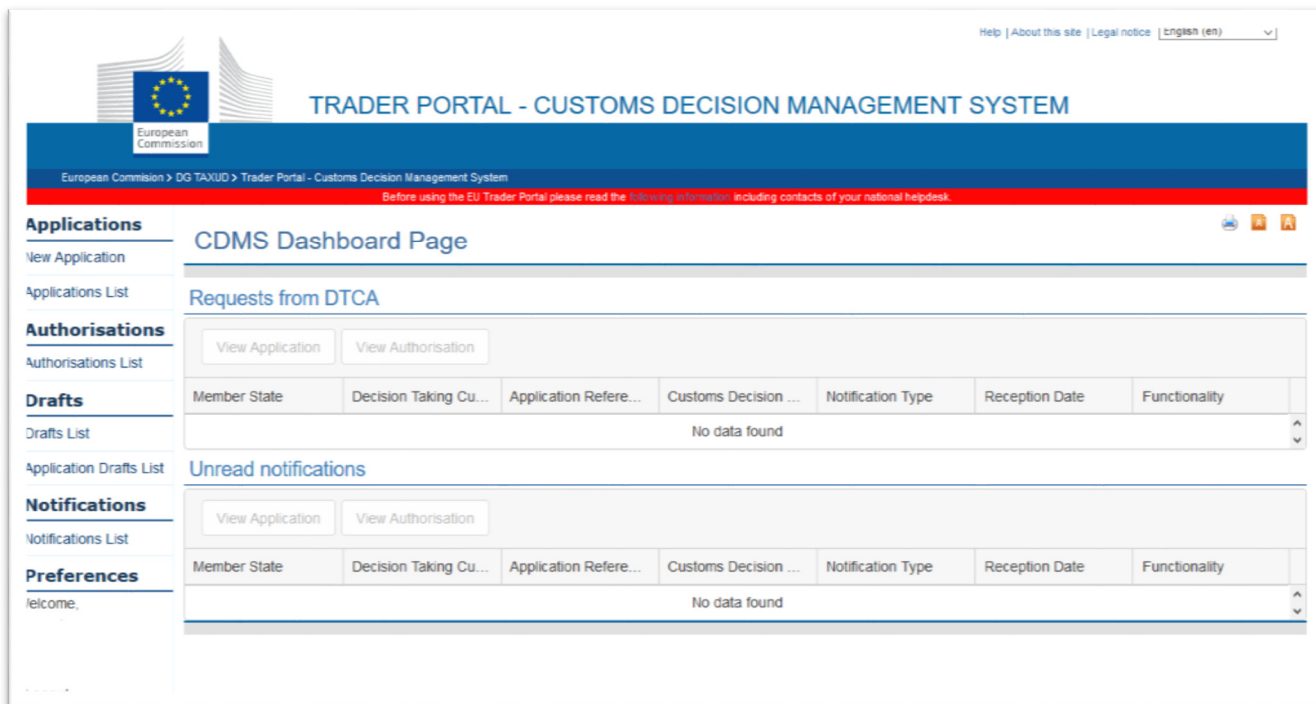 Help | About this site | Legal notice English (en)
TRADER PORTAL - CUSTOMS DECISION MANAGEMENT SYSTEM
European
Commission
European Commision > DG TAXUD > Trader Portal - Customs Decision Management System
Before using the EU Trader Portal please read the following information including contacts of your national helpdesk.
Applications
New Application
Applications List
Authorisations
Authorisations List
Drafts
Drafts List
Application Drafts List
Notifications
Notifications List
Preferences
Welcome,
CDMS Dashboard Page
Requests from DTCA
View Application View Authorisation
Member State Decision Taking Cu... Application Refere... Customs Decision ... Notification Type Reception Date Functionality
No data found
Unread notifications
View Application View Authorisation
Member State Decision Taking Cu... Application Refere... Customs Decision ... Notification Type Reception Date Functionality
No data found